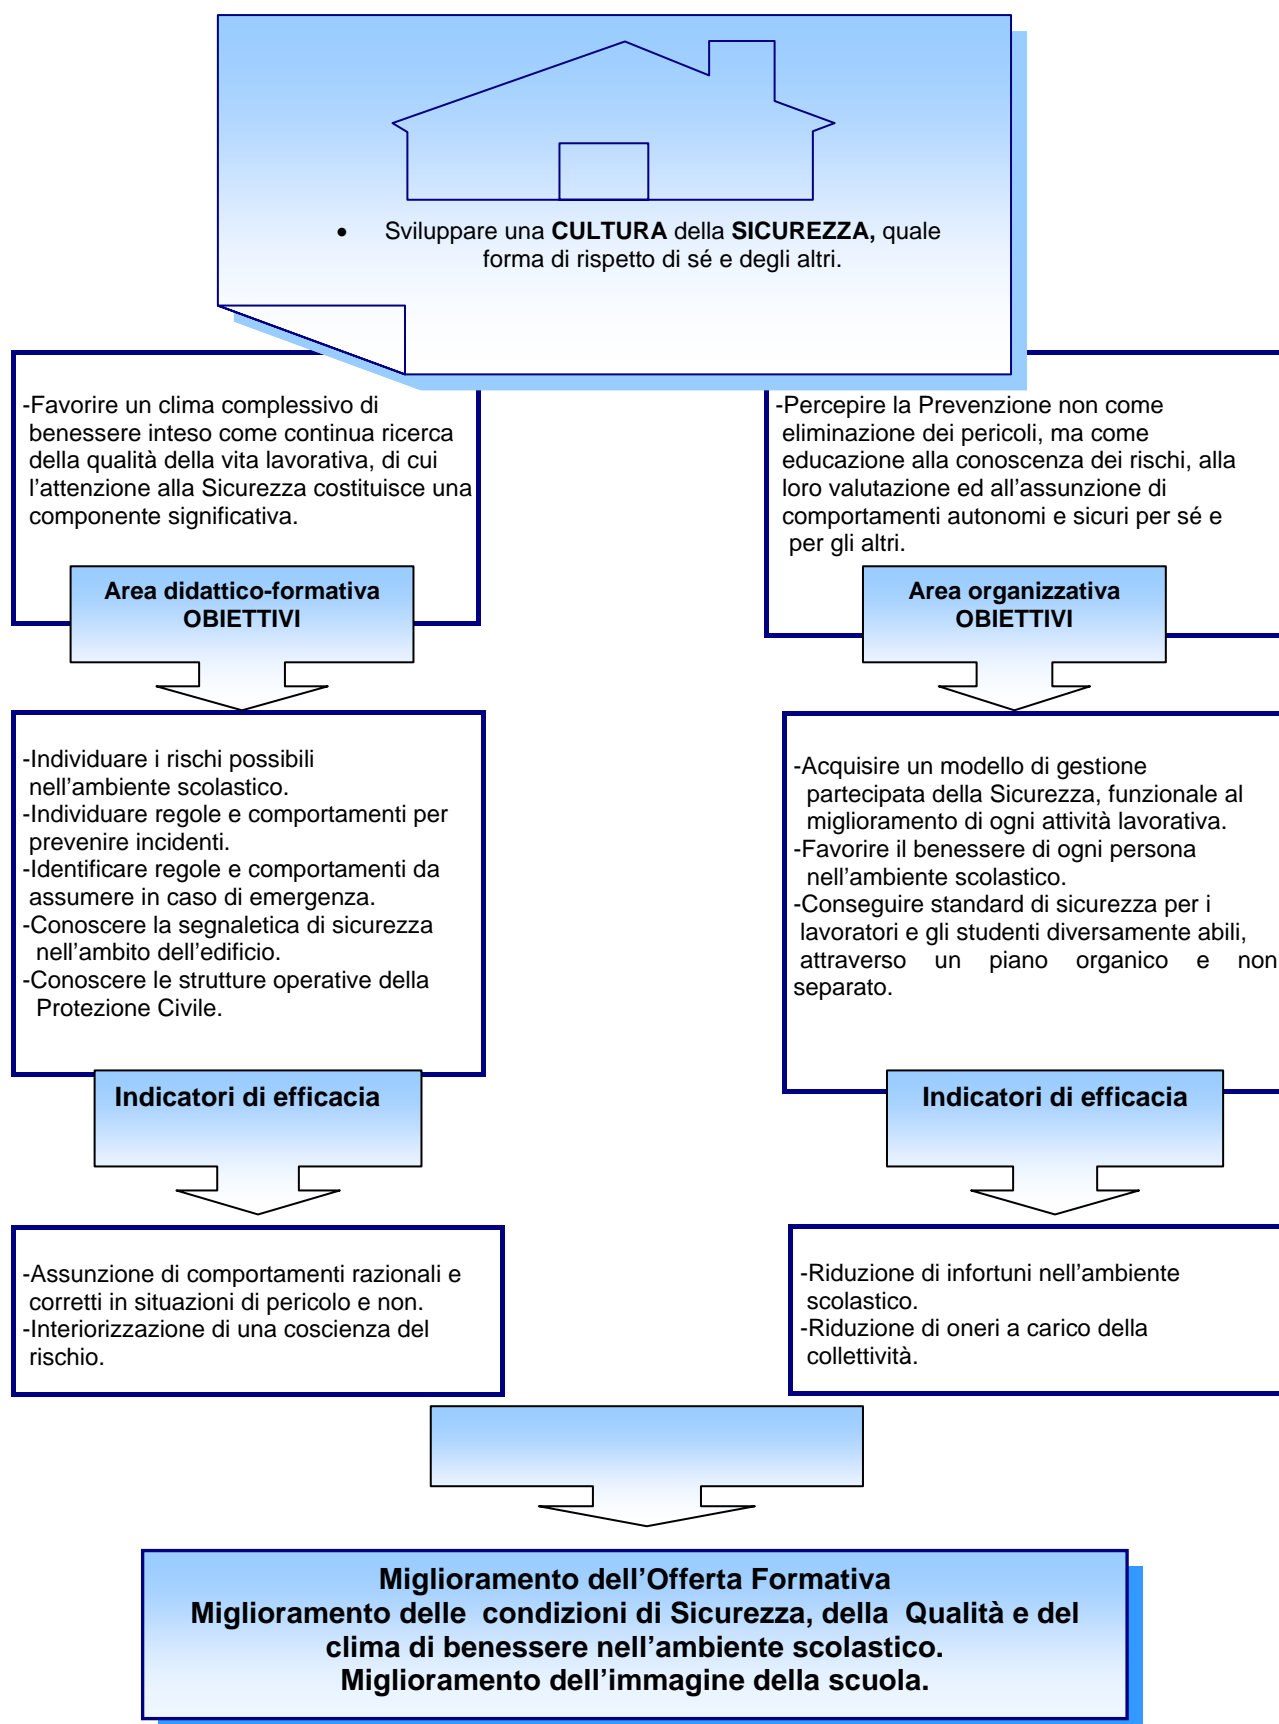 • Sviluppare una CULTURA della SICUREZZA, quale
forma di rispetto di sé e degli altri.
-Favorire un clima complessivo di
benessere inteso come continua ricerca
della qualità della vita lavorativa, di cui
l’attenzione alla Sicurezza costituisce una
componente significativa.
Area didattico-formativa
OBIETTIVI
-Individuare i rischi possibili
nell’ambiente scolastico.
-Individuare regole e comportamenti per
prevenire incidenti.
-Identificare regole e comportamenti da
assumere in caso di emergenza.
-Conoscere la segnaletica di sicurezza
nell’ambito dell’edificio.
-Conoscere le strutture operative della
Protezione Civile.
Indicatori di efficacia
-Assunzione di comportamenti razionali e
corretti in situazioni di pericolo e non.
-Interiorizzazione di una coscienza del
rischio.
-Percepire la Prevenzione non come
eliminazione dei pericoli, ma come
educazione alla conoscenza dei rischi, alla
loro valutazione ed all’assunzione di
comportamenti autonomi e sicuri per sé e
per gli altri.
Area organizzativa
OBIETTIVI
-Acquisire un modello di gestione
partecipata della Sicurezza, funzionale al
miglioramento di ogni attività lavorativa.
-Favorire il benessere di ogni persona
nell’ambiente scolastico.
-Conseguire standard di sicurezza per i
lavoratori e gli studenti diversamente abili,
attraverso un piano organico e non
separato.
Indicatori di efficacia
-Riduzione di infortuni nell’ambiente
scolastico.
-Riduzione di oneri a carico della
collettività.
Miglioramento dell’Offerta Formativa
Miglioramento delle condizioni di Sicurezza, della Qualità e del
clima di benessere nell’ambiente scolastico.
Miglioramento dell’immagine della scuola.